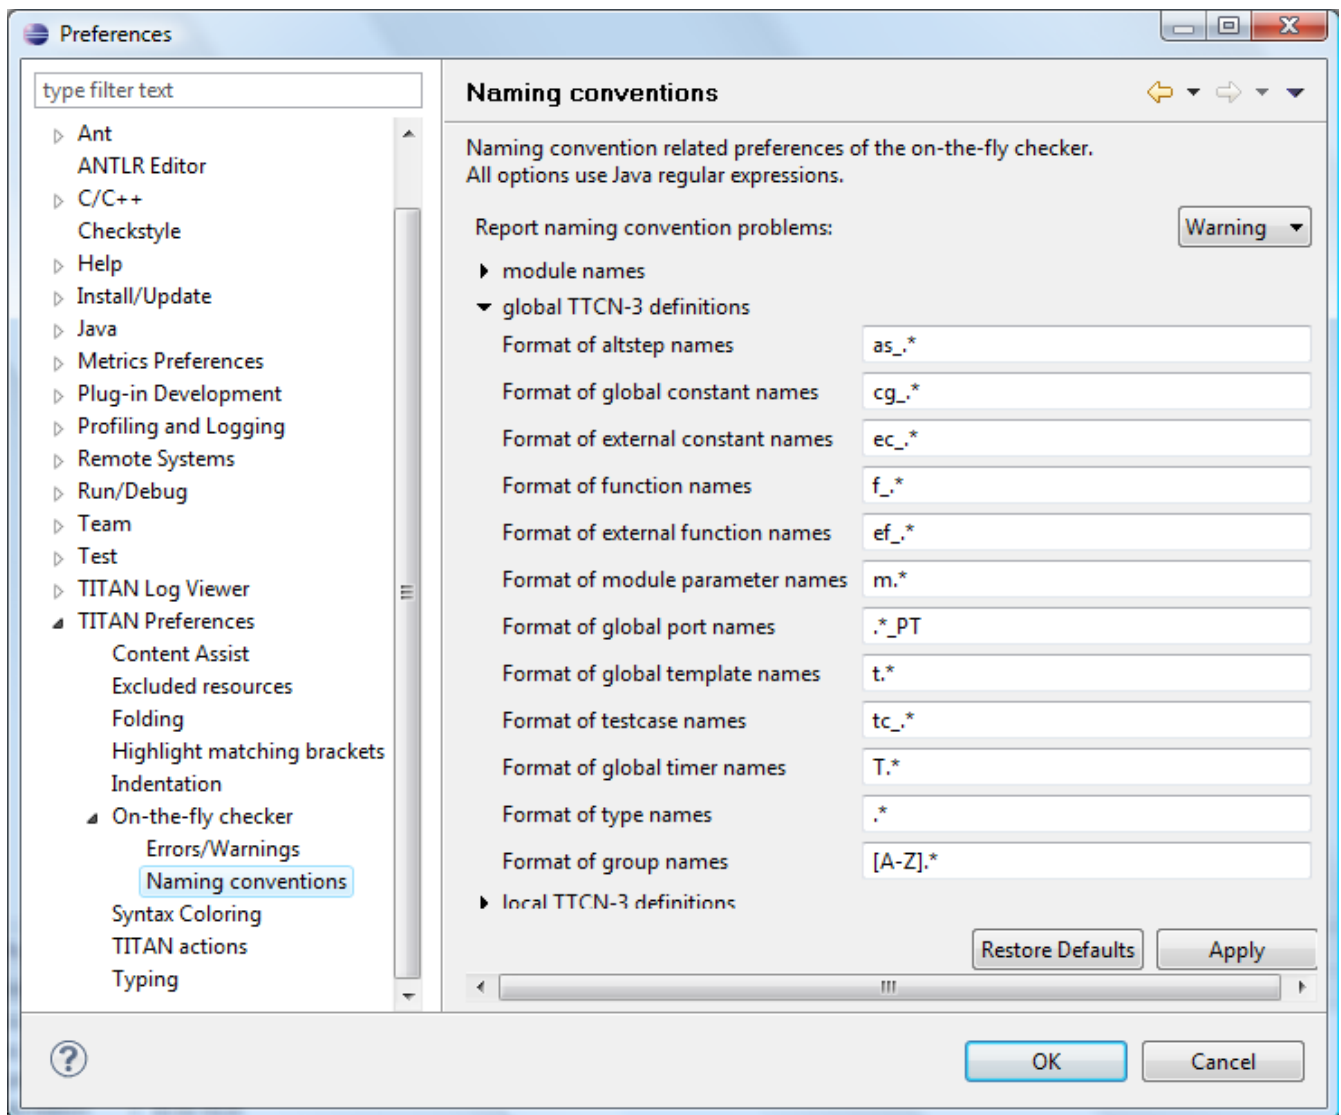 Preferences
type filter text
Ant
ANTLR Editor
C/C++
Checkstyle
Help
Install/Update
Java
Metrics Preferences
Plug-in Development
Profiling and Logging
Remote Systems
Run/Debug
Team
Test
TITAN Log Viewer
TITAN Preferences
Content Assist
Excluded resources
Folding
Highlight matching brackets
Indentation
On-the-fly checker
Errors/Warnings
Naming conventions
Syntax Coloring
TITAN actions
Typing
Naming conventions
Naming convention related preferences of the on-the-fly checker.
All options use Java regular expressions.
Report naming convention problems: Warning
module names
global TTCN-3 definitions
Format of altstep names as_.*
Format of global constant names cg_.*
Format of external constant names ec_.*
Format of function names f_.*
Format of external function names ef_.*
Format of module parameter names m.*
Format of global port names .*_PT
Format of global template names t.*
Format of testcase names tc_.*
Format of global timer names T.*
Format of type names .*
Format of group names [A-Z].*
local TTCN-3 definitions
Restore Defaults Apply
OK Cancel